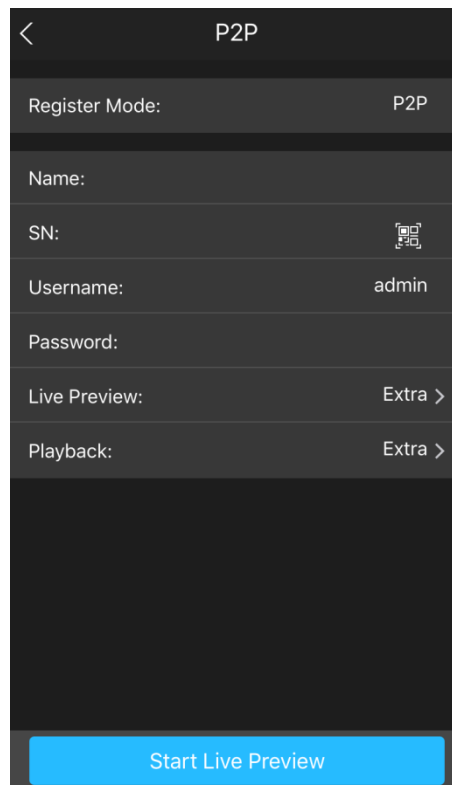 P2P
Register Mode: P2P
Name:
SN:
Username: admin
Password:
Live Preview: Extra
Playback: Extra
Start Live Preview